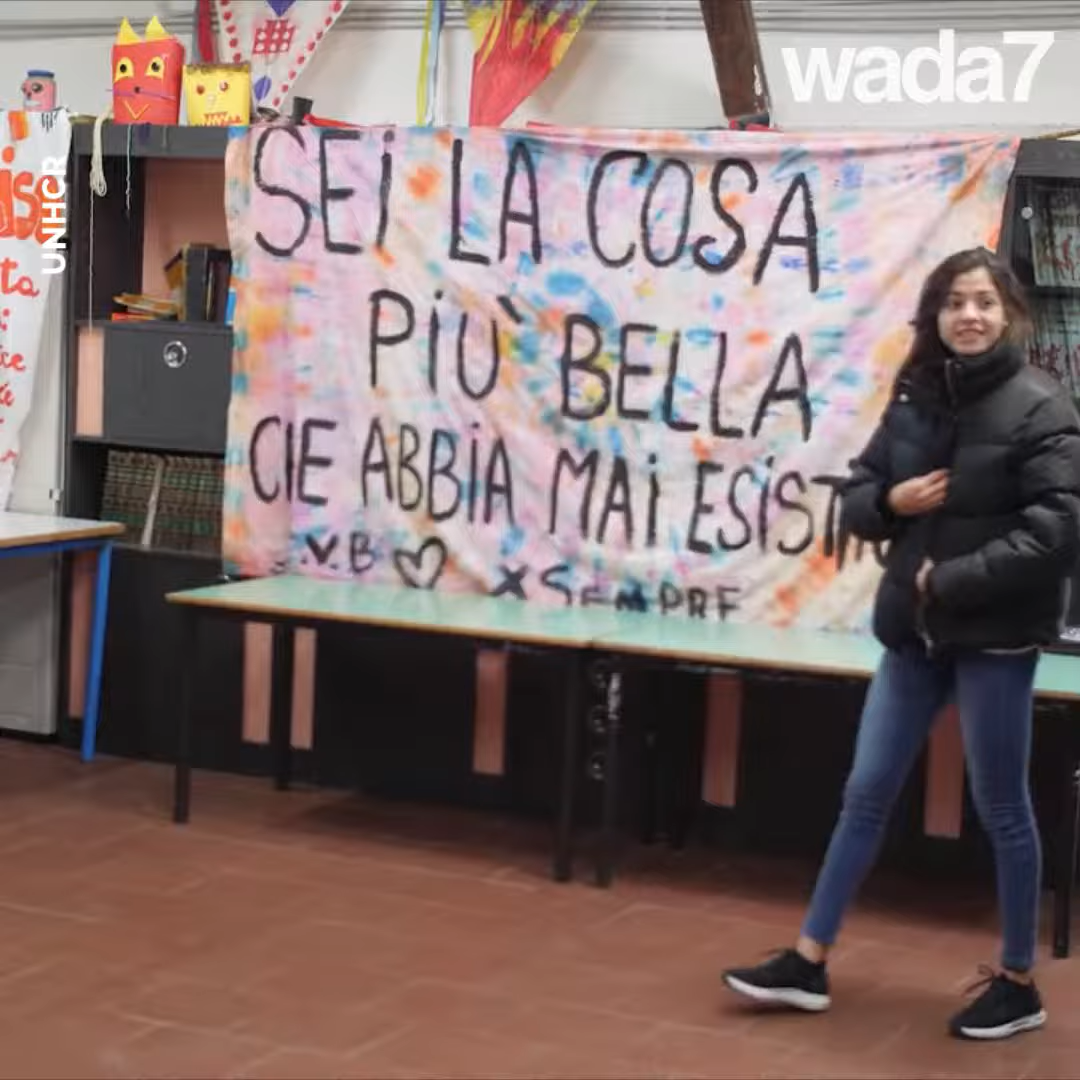 wada7
UNHCR
SEi LA COSA
PiÙ BELLA
CIE ABBiA MAi ESiST
.V.B ♡ x SEMPRE